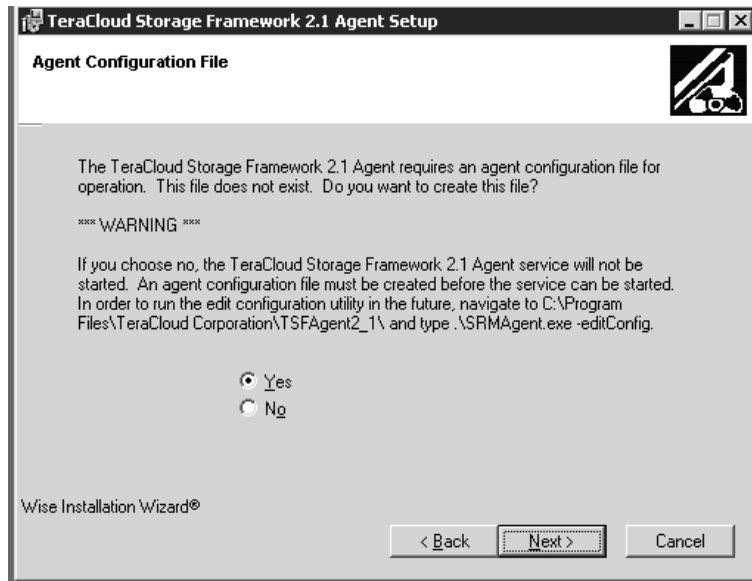 TeraCloud Storage Framework 2.1 Agent Setup
Agent Configuration File
The TeraCloud Storage Framework 2.1 Agent requires an agent configuration file for
operation. This file does not exist. Do you want to create this file?
*** WARNING ***
If you choose no, the TeraCloud Storage Framework 2.1 Agent service will not be
started. An agent configuration file must be created before the service can be started.
In order to run the edit configuration utility in the future, navigate to C:\Program
Files\TeraCloud Corporation\TSFAgent2_1\ and type .\SRMAgent.exe -editConfig.
Yes
No
Wise Installation Wizard®
< Back Next > Cancel